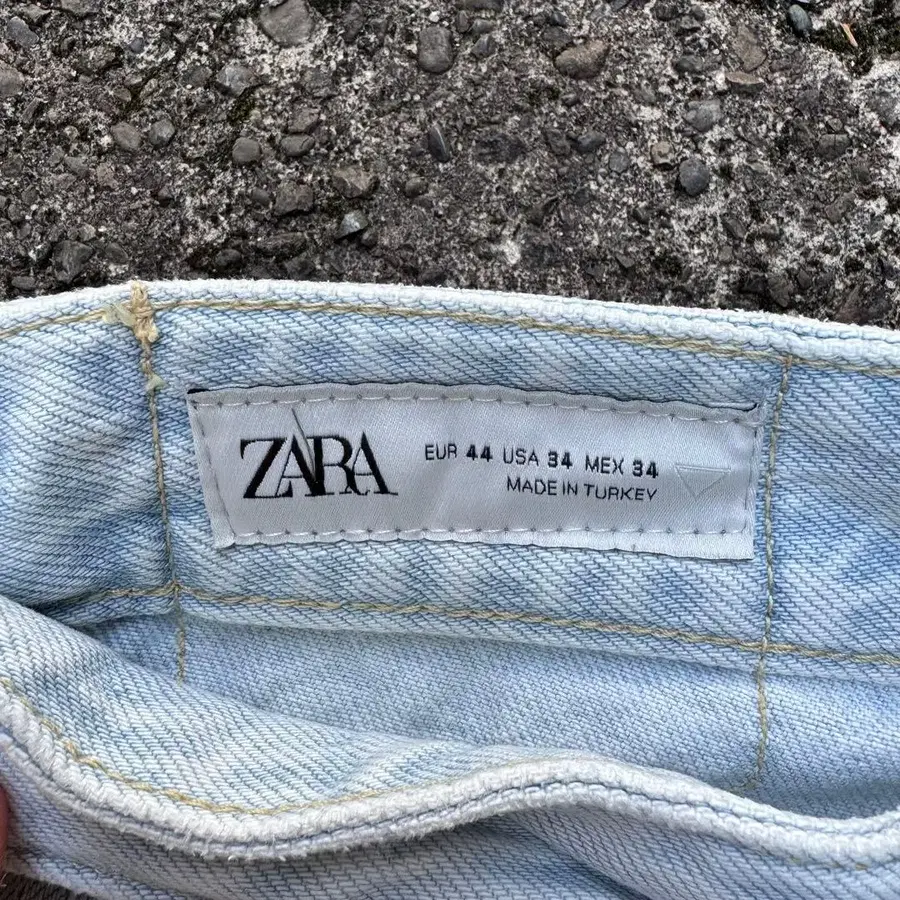 ZARA
EUR 44 USA 34 MEX 34
MADE IN TURKEY